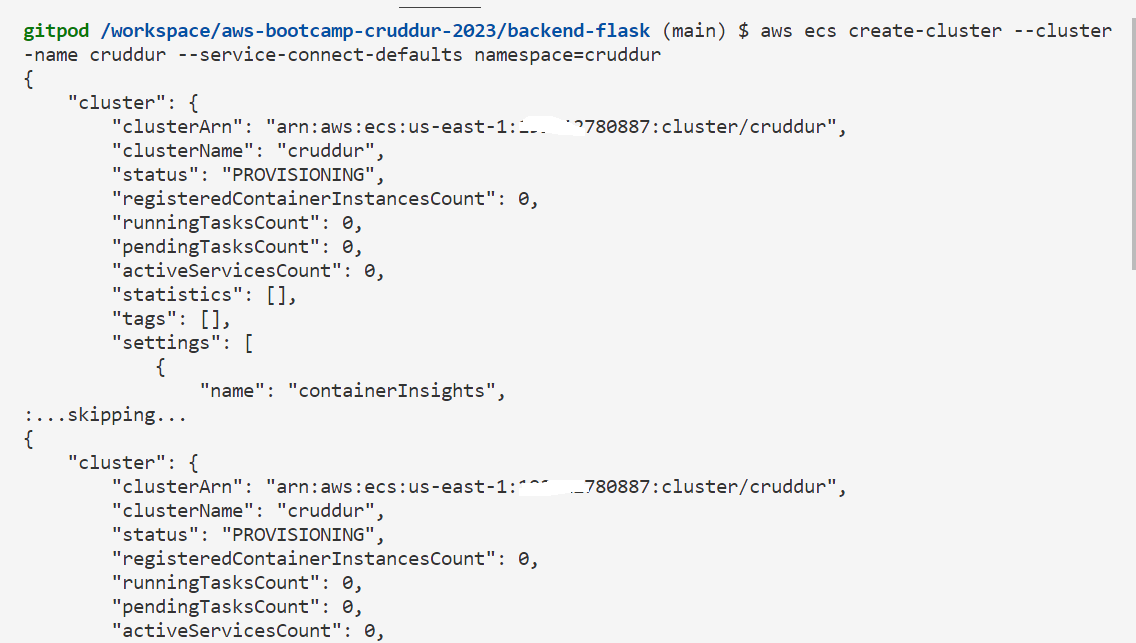 gitpod /workspace/aws-bootcamp-cruddur-2023/backend-flask (main) $ aws ecs create-cluster --cluster
-name cruddur --service-connect-defaults namespace=cruddur
{
    "cluster": {
        "clusterArn": "arn:aws:ecs:us-east-1:2780887:cluster/cruddur",
        "clusterName": "cruddur",
        "status": "PROVISIONING",
        "registeredContainerInstancesCount": 0,
        "runningTasksCount": 0,
        "pendingTasksCount": 0,
        "activeServicesCount": 0,
        "statistics": [],
        "tags": [],
        "settings": [
            {
                "name": "containerInsights",
:...skipping...
{
    "cluster": {
        "clusterArn": "arn:aws:ecs:us-east-1:780887:cluster/cruddur",
        "clusterName": "cruddur",
        "status": "PROVISIONING",
        "registeredContainerInstancesCount": 0,
        "runningTasksCount": 0,
        "pendingTasksCount": 0,
        "activeServicesCount": 0,